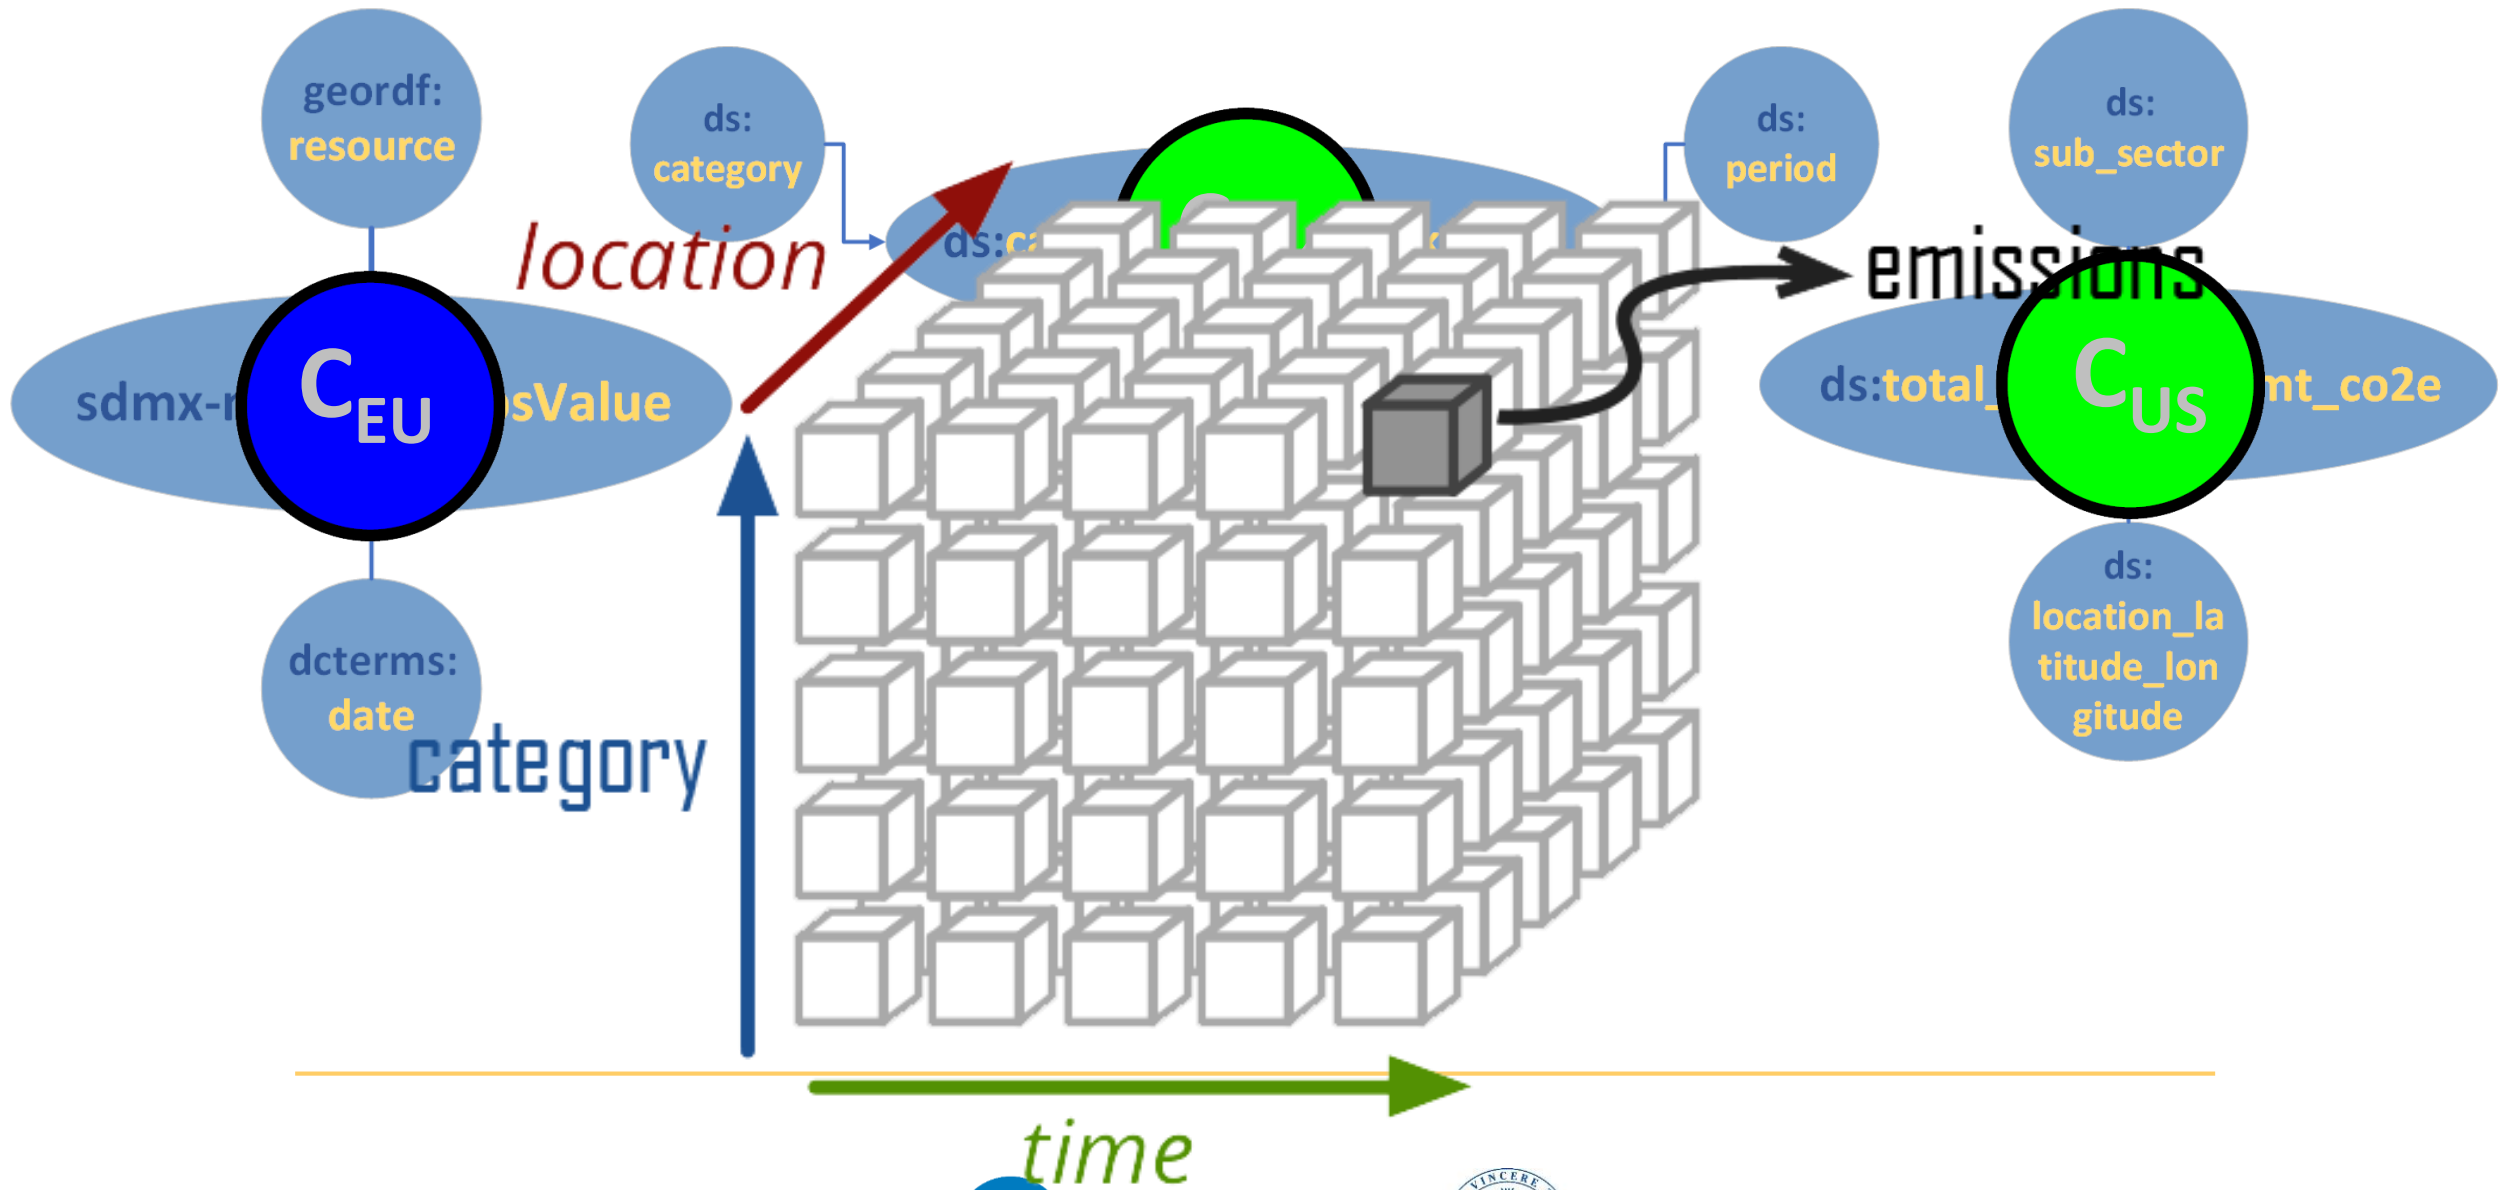 geordf:
resource
ds:
category
ds:
period
ds:
sub_sector
location
ds:
emissions
sdmx-
C EU
sValue
ds:total_
C US
mt_co2e
ds:
location_la
titude_lon
gitude
dcterms:
date
category
time
VINCERE